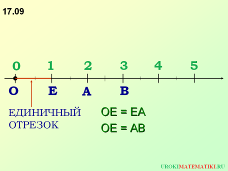 17.09
0 1 2 3 4 5
O E A B
ЕДИНИЧНЫЙ
ОТРЕЗОК
OE = EA
OE = AB
UROKIMATEMATIKI.RU